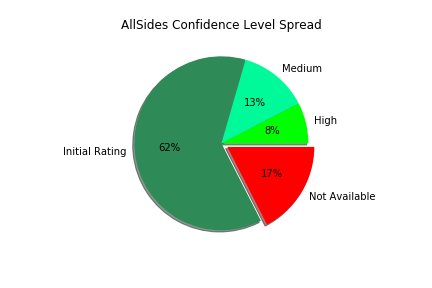 AllSides Confidence Level Spread
Medium
13%
High
8%
Initial Rating
62%
17%
Not Available